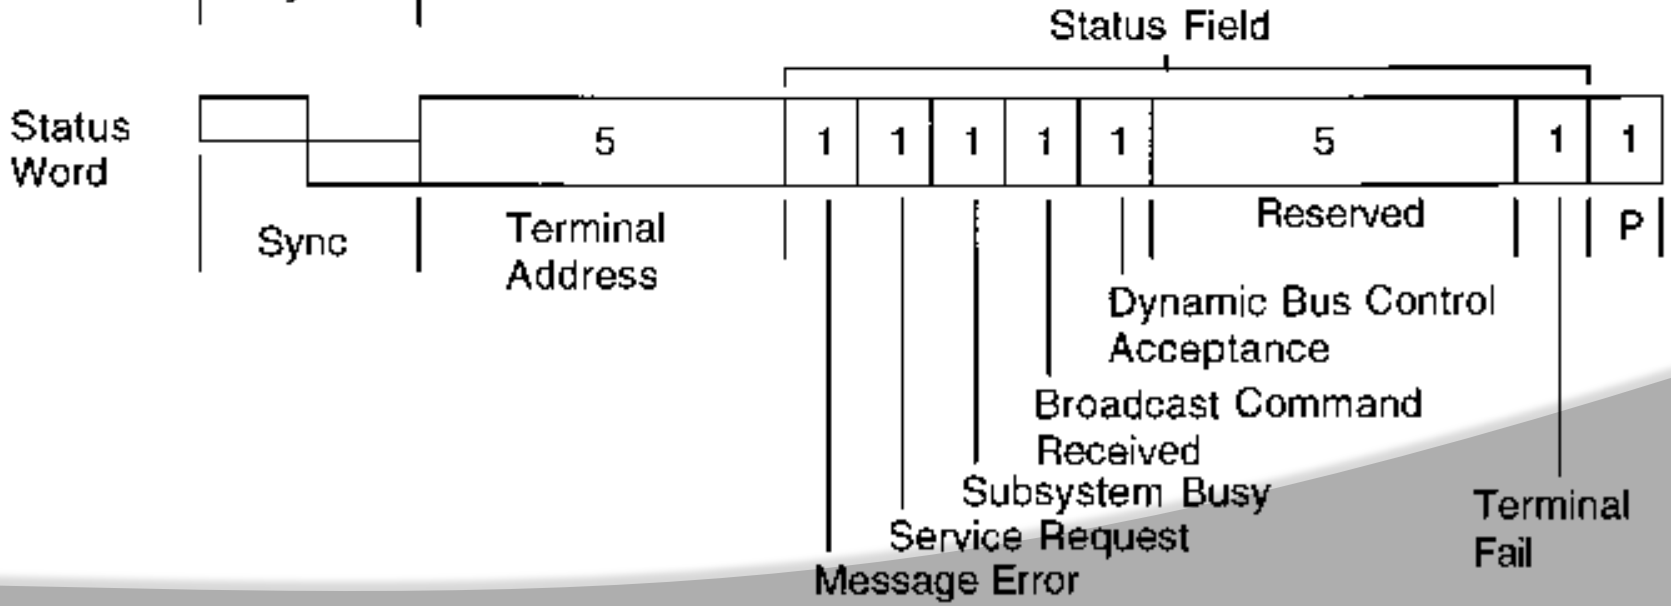 Status Field
Status
Word
5 1 1 1 1 1 5 1 1
Sync
Terminal
Address
Reserved
P
Dynamic Bus Control
Acceptance
Broadcast Command
Received
Subsystem Busy
Service Request
Message Error
Terminal
Fail